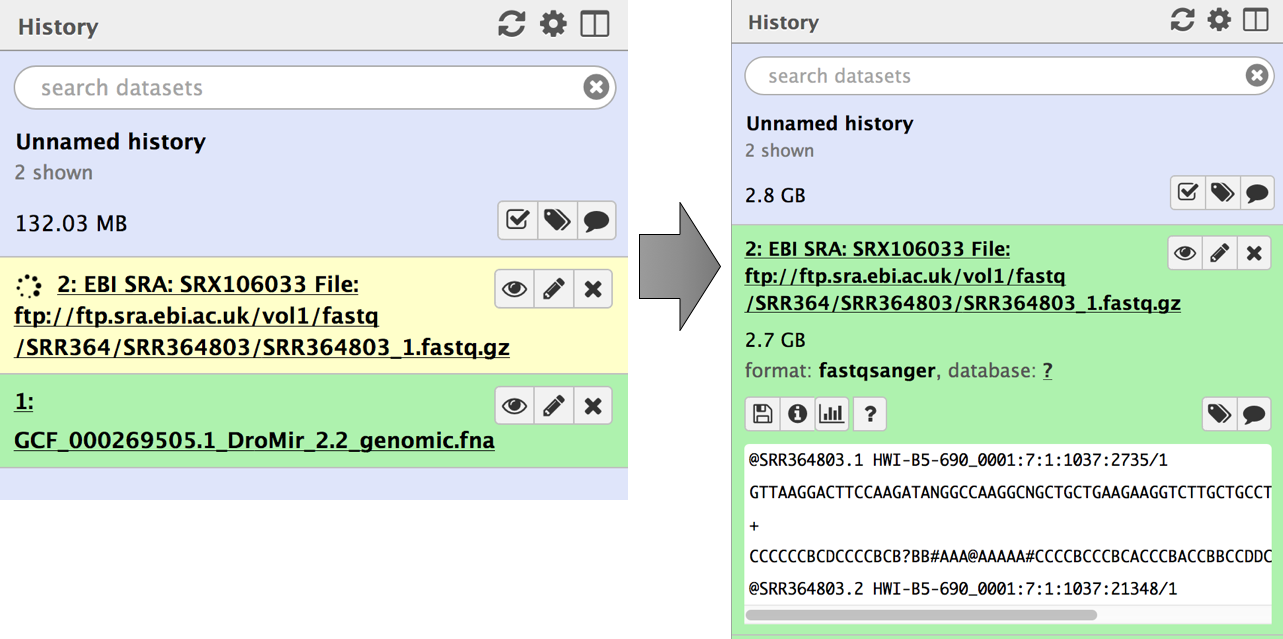 History
search datasets
Unnamed history
2 shown
132.03 MB
2: EBI SRA: SRX106033 File:
ftp://ftp.sra.ebi.ac.uk/vol1/fastq
/SRR364/SRR364803/SRR364803_1.fastq.gz
1:
GCF_000269505.1_DroMir_2.2_genomic.fna
History
search datasets
Unnamed history
2 shown
2.8 GB
2: EBI SRA: SRX106033 File:
ftp://ftp.sra.ebi.ac.uk/vol1/fastq
/SRR364/SRR364803/SRR364803_1.fastq.gz
2.7 GB
format: fastqsanger, database: ?
?
@SRR364803.1 HWI-B5-690_0001:7:1:1037:2735/1
GTTAAGGACTTCCAAGATANGGCCAAGGCNGCTGCTGAAGAAGGTCTTGCTGCCT
+
CCCCCCBCDCCCCBCB?BB#AAA@AAAAA#CCCCBCCCBCACCCBACCBBCCDDC
@SRR364803.2 HWI-B5-690_0001:7:1:1037:21348/1